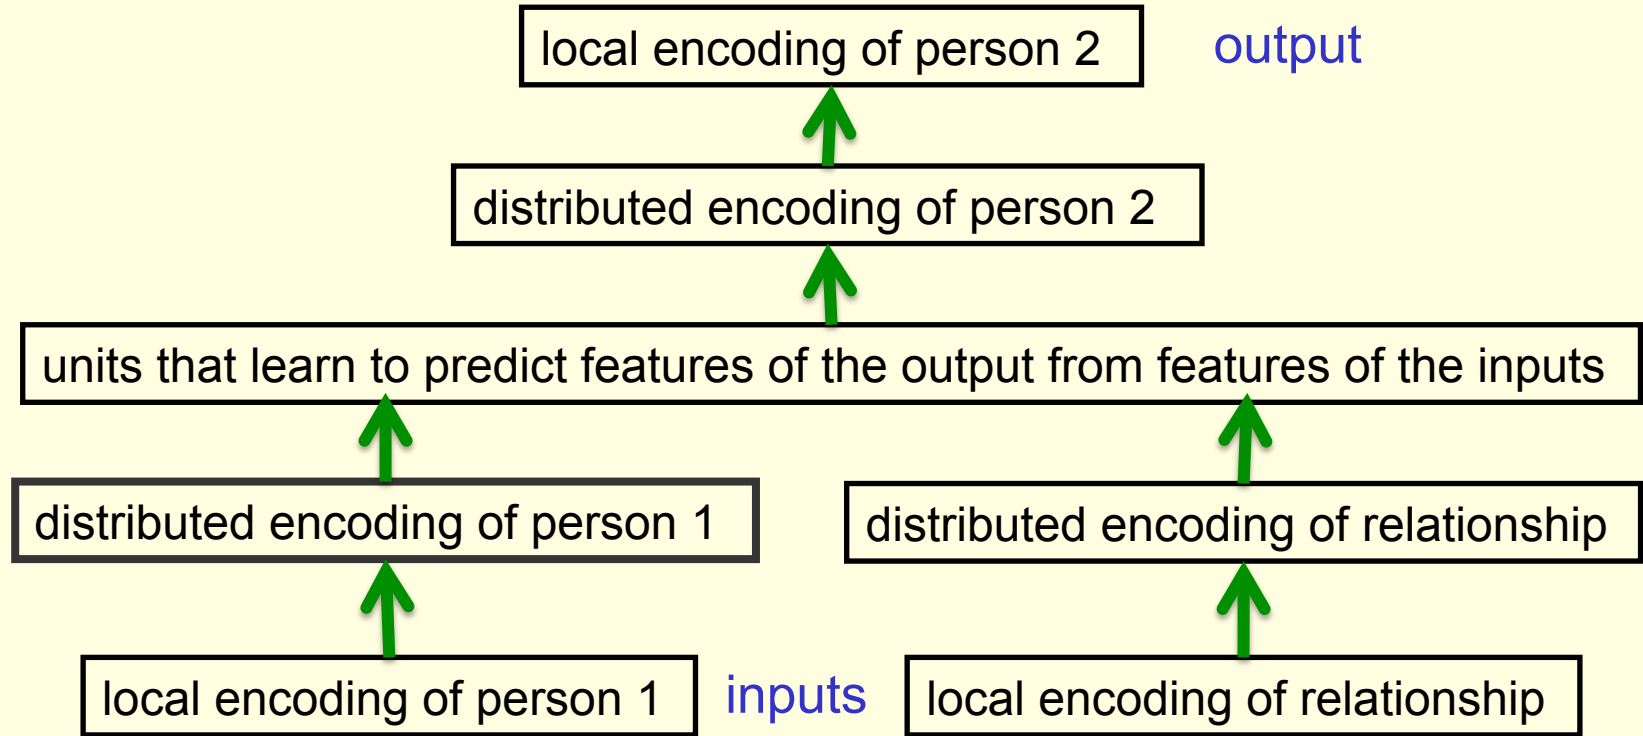 local encoding of person 2
output
distributed encoding of person 2
units that learn to predict features of the output from features of the inputs
distributed encoding of person 1
distributed encoding of relationship
local encoding of person 1
inputs
local encoding of relationship